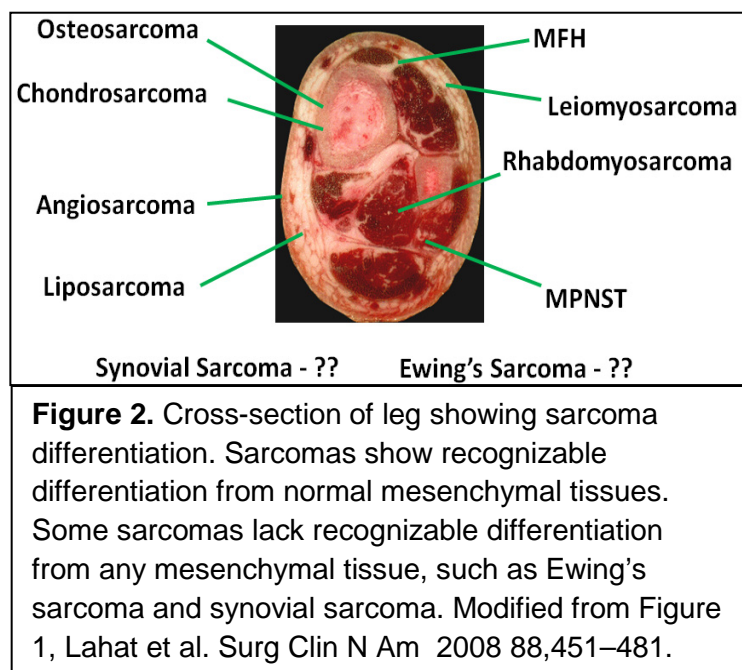 Osteosarcoma
MFH
Chondrosarcoma
Leiomyosarcoma
Rhabdomyosarcoma
Angiosarcoma
Liposarcoma
MPNST
Synovial Sarcoma - ??
Ewing's Sarcoma - ??
Figure 2. Cross-section of leg showing sarcoma
differentiation. Sarcomas show recognizable
differentiation from normal mesenchymal tissues.
Some sarcomas lack recognizable differentiation
from any mesenchymal tissue, such as Ewing's
sarcoma and synovial sarcoma. Modified from Figure
1, Lahat et al. Surg Clin N Am  2008 88,451–481.